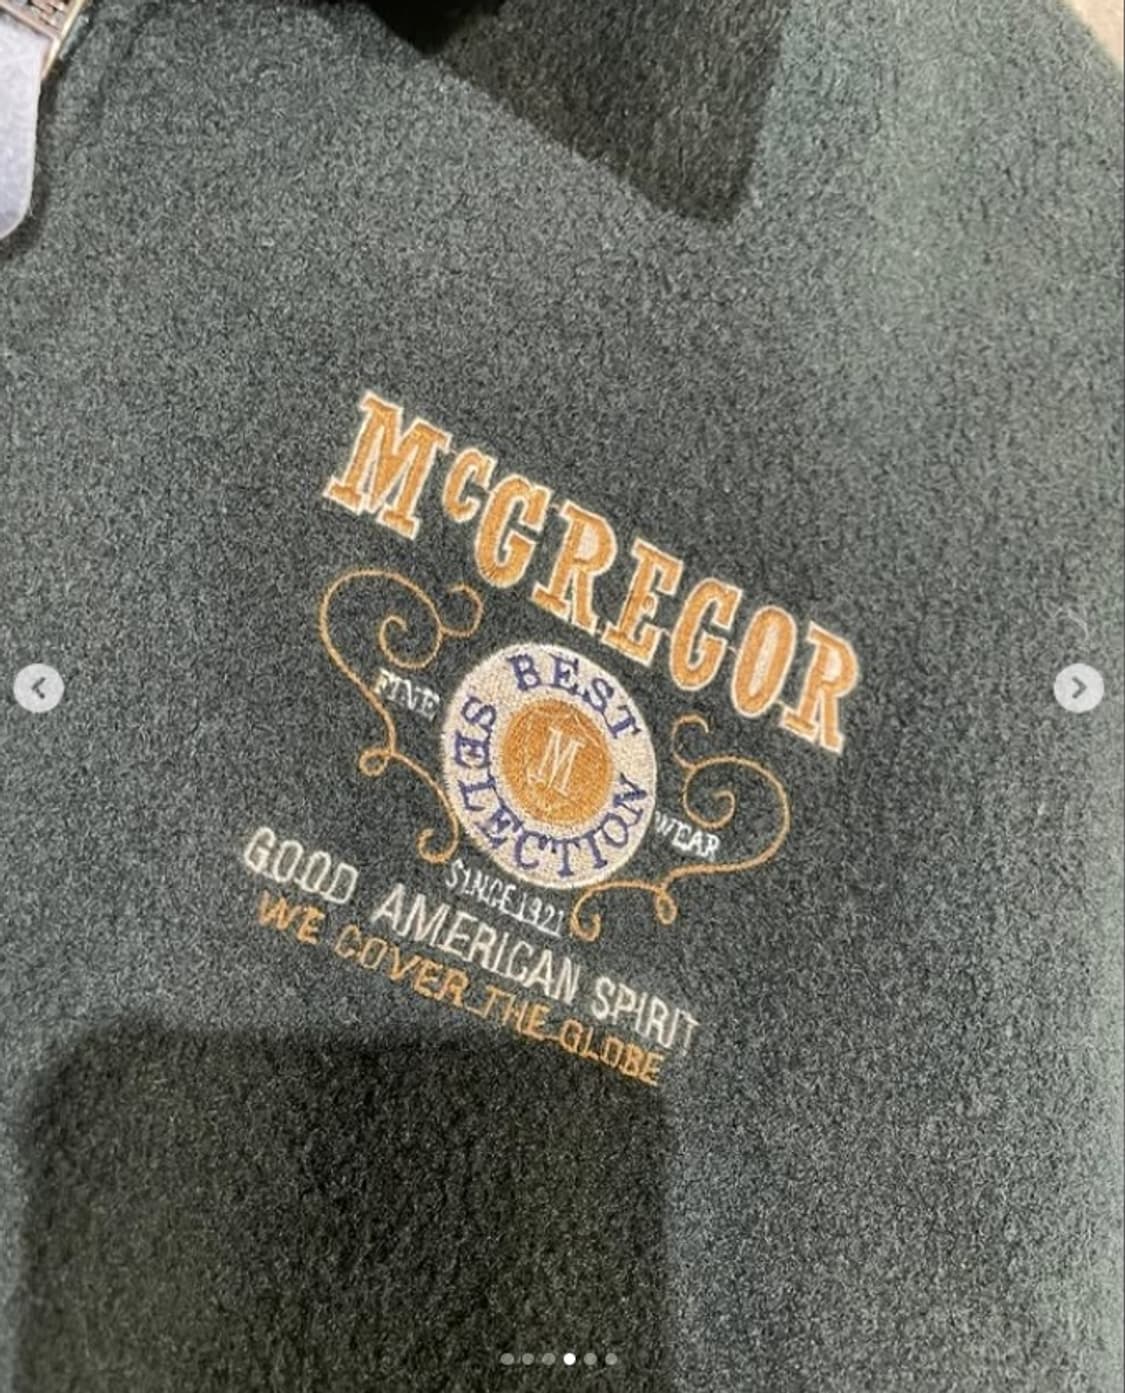 McGREGOR
FINE
BEST
SELECTION
M
WEAR
SINCE 1921
GOOD AMERICAN SPIRIT
WE COVER THE GLOBE